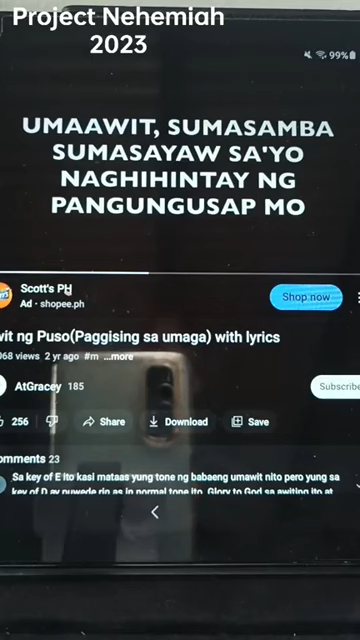 Project Nehemiah
2023
99%
UMAAWIT, SUMASAMBA
SUMASAYAW SA'YO
NAGHIHINTAY NG
PANGUNGUSAP MO
Scott's PH
Ad · shopee.ph
Shop now
wit ng Puso(Paggising sa umaga) with lyrics
068 views 2 yr ago #m ...more
AtGracey 185
Subscribe
256
Share
Download
Save
omments 23
Sa key of E ito kasi mataas yung tone ng babaeng umawit nito pero yung sa
key of D ay puwede rin as in normal tone ito. Glory to God sa awiting ito at